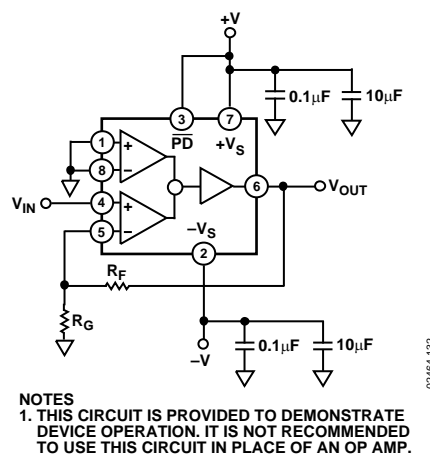 +V
0.1μF
10μF
3
7
PD
+VS
1
+
8
–
VIN
4
+
5
–
6
VOUT
–VS
2
RF
RG
–V
0.1μF
10μF
02464-132
NOTES
1. THIS CIRCUIT IS PROVIDED TO DEMONSTRATE
DEVICE OPERATION. IT IS NOT RECOMMENDED
TO USE THIS CIRCUIT IN PLACE OF AN OP AMP.